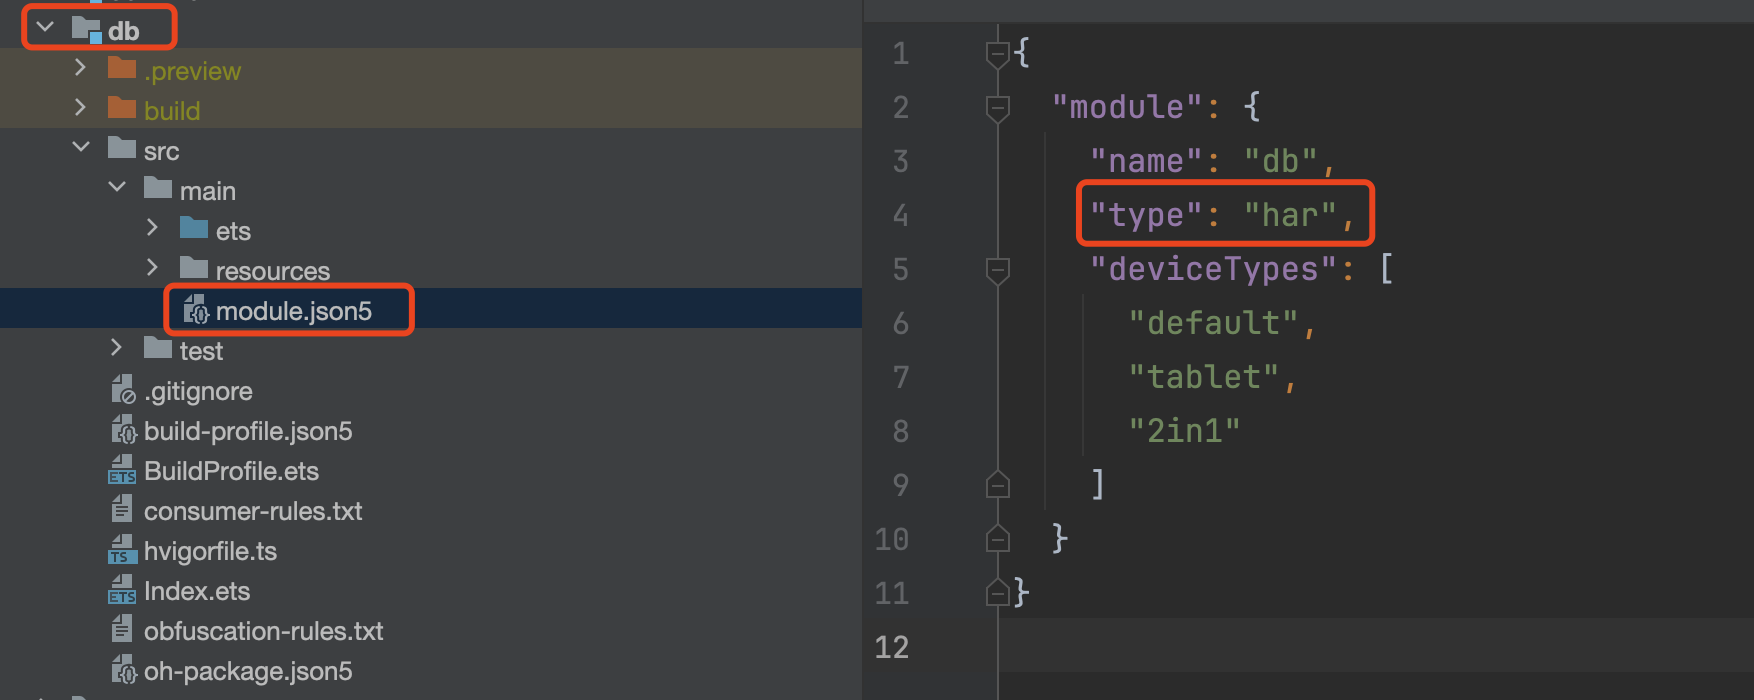 db
.preview
build
src
main
ets
resources
module.json5
test
.gitignore
build-profile.json5
BuildProfile.ets
consumer-rules.txt
hvigorfile.ts
Index.ets
obfuscation-rules.txt
oh-package.json5
1 {
2 "module": {
3 "name": "db",
4 "type": "har",
5 "deviceTypes": [
6 "default",
7 "tablet",
8 "2in1"
9 ]
10 }
11 }
12